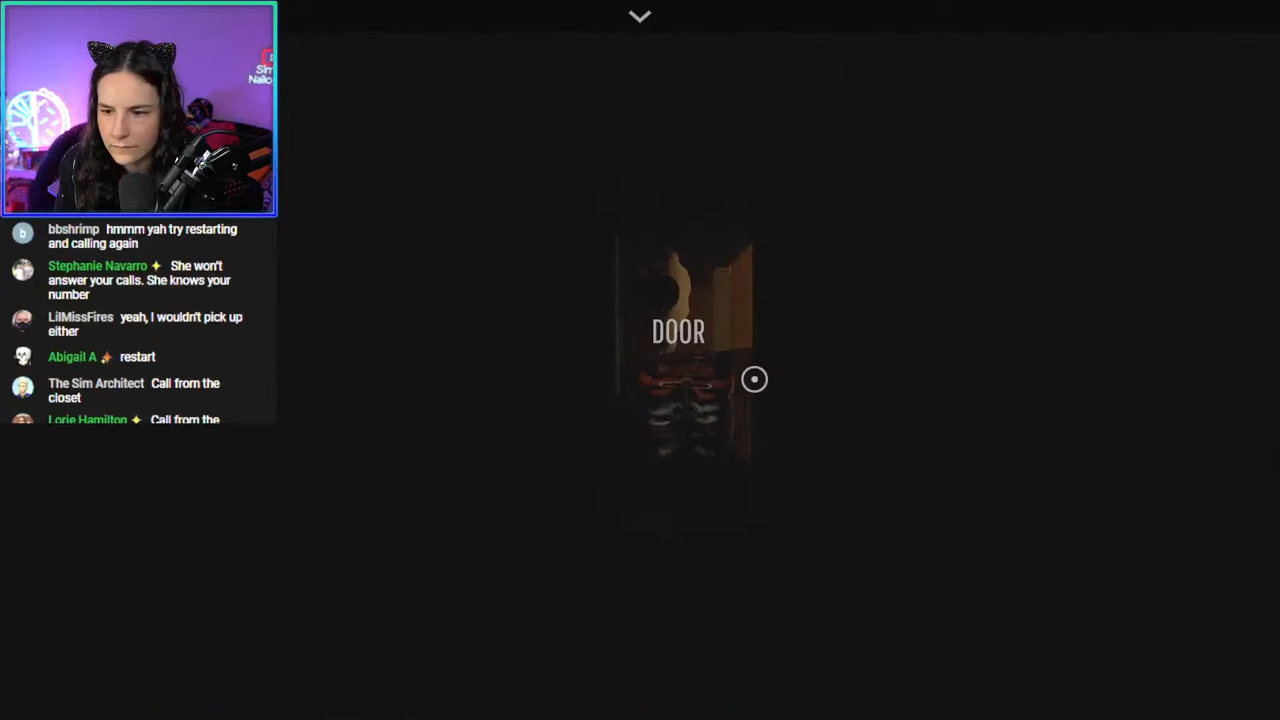 Sim
bbshrimp hmmm yah try restarting
and calling again
Stephanie Navarro She won't
answer your calls. She knows your
number
LilMissFires yeah, I wouldn't pick up
either
Abigail A restart
The Sim Architect Call from the
closet
Lorie Hamilton Call from the
DOOR